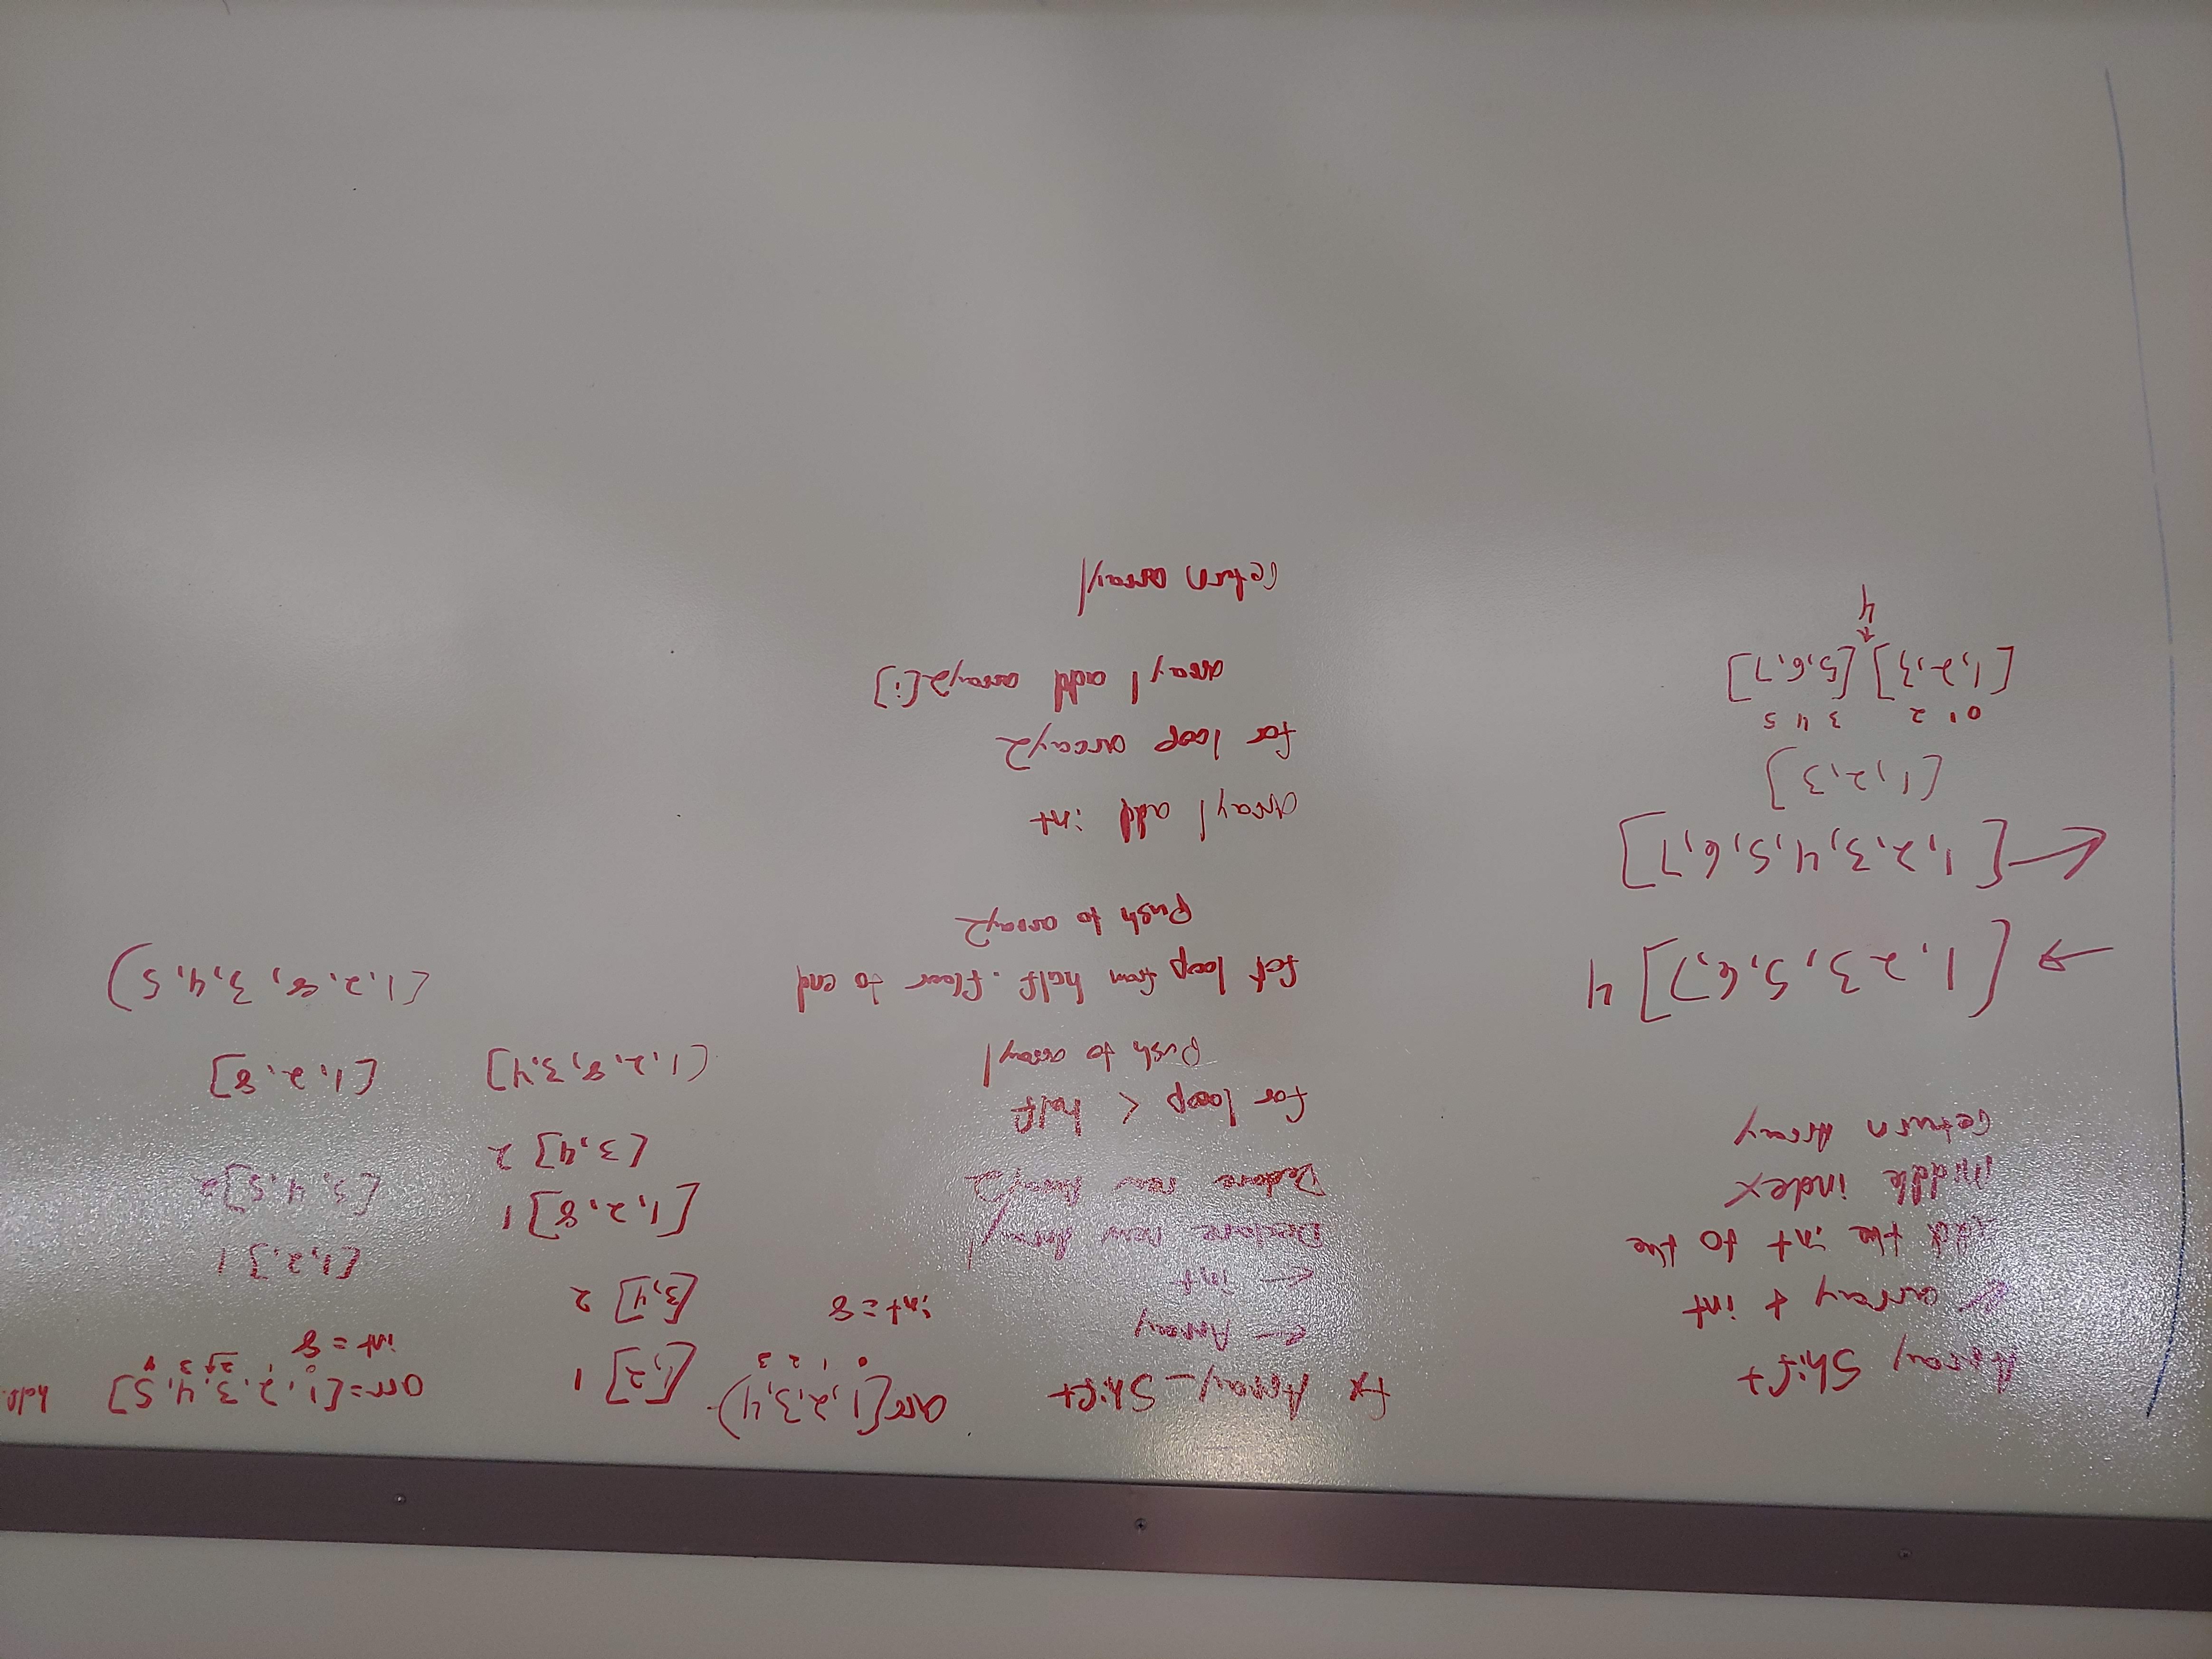 Array Shift
← array + int
add the int to the
middle index
return Array
→ [1, 2 3, 5, 6, 7] 4
← [1, 2, 3, 4, 5, 6, 7]
[1, 2, 3]
0 1 2 3 4 5
[1, 2, 3] [5, 6, 7]
↑
4
fx Array_Shift
← Array
← int
Declare new Array1
Declare new Array2
for loop < half
push to array1
for loop from half.floor to end
push to array2
array1 add int
for loop array2
array1 add array2[i]
return array1
arr[1,2,3,4)
0 1 2 3
int = 8
[1,2] 1
[3,4] 2
[1, 2, 8] 1
[3,4] 2
(1,2,8,3,4]
arr=[1, 2, 3, 4, 5] half.
0 1 2 3
int = 8
[1,2,] 1
[3, 4, 5] 2
[1, 2, 8]
[1, 2, 8, 3, 4, 5)